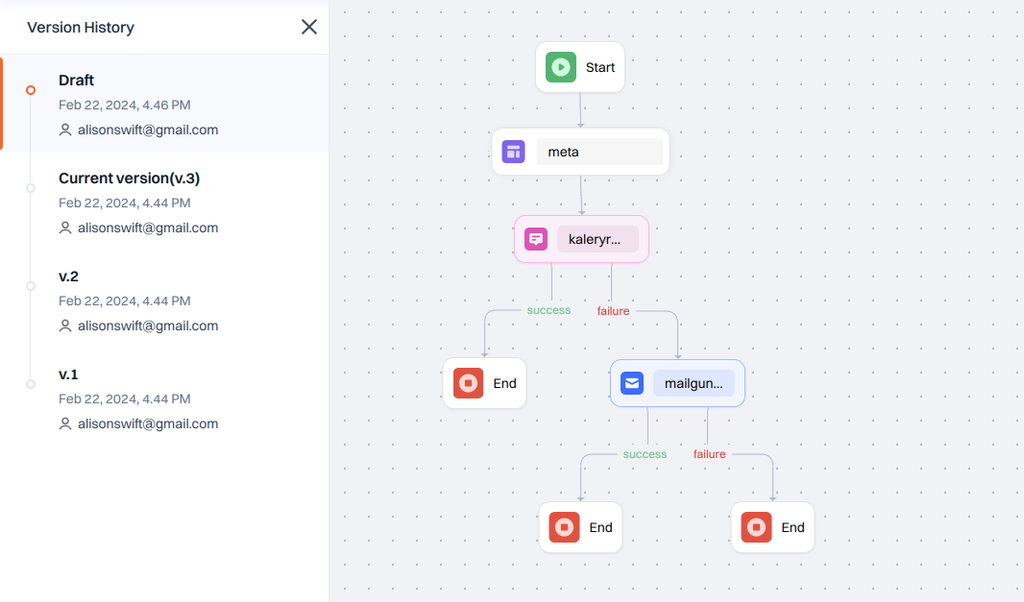 Version History
Draft
Feb 22, 2024, 4.46 PM
alisonswift@gmail.com
Current version(v.3)
Feb 22, 2024, 4.44 PM
alisonswift@gmail.com
v.2
Feb 22, 2024, 4.44 PM
alisonswift@gmail.com
v.1
Feb 22, 2024, 4.44 PM
alisonswift@gmail.com
Start
meta
kaleryr...
success failure
End
mailgun...
success failure
End
End